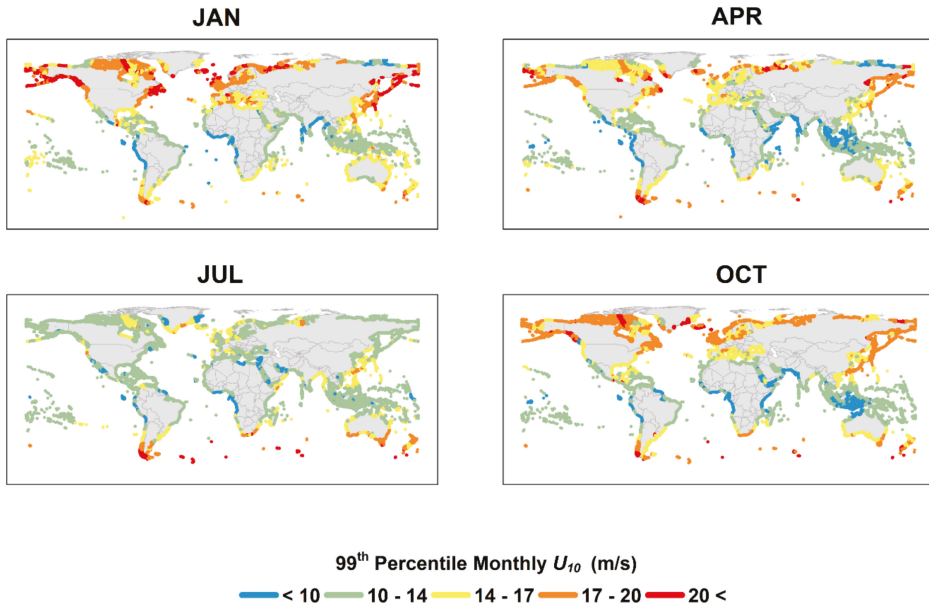 JAN
APR
JUL
OCT
99th Percentile Monthly U10 (m/s)
< 10 10 - 14 14 - 17 17 - 20 20 <